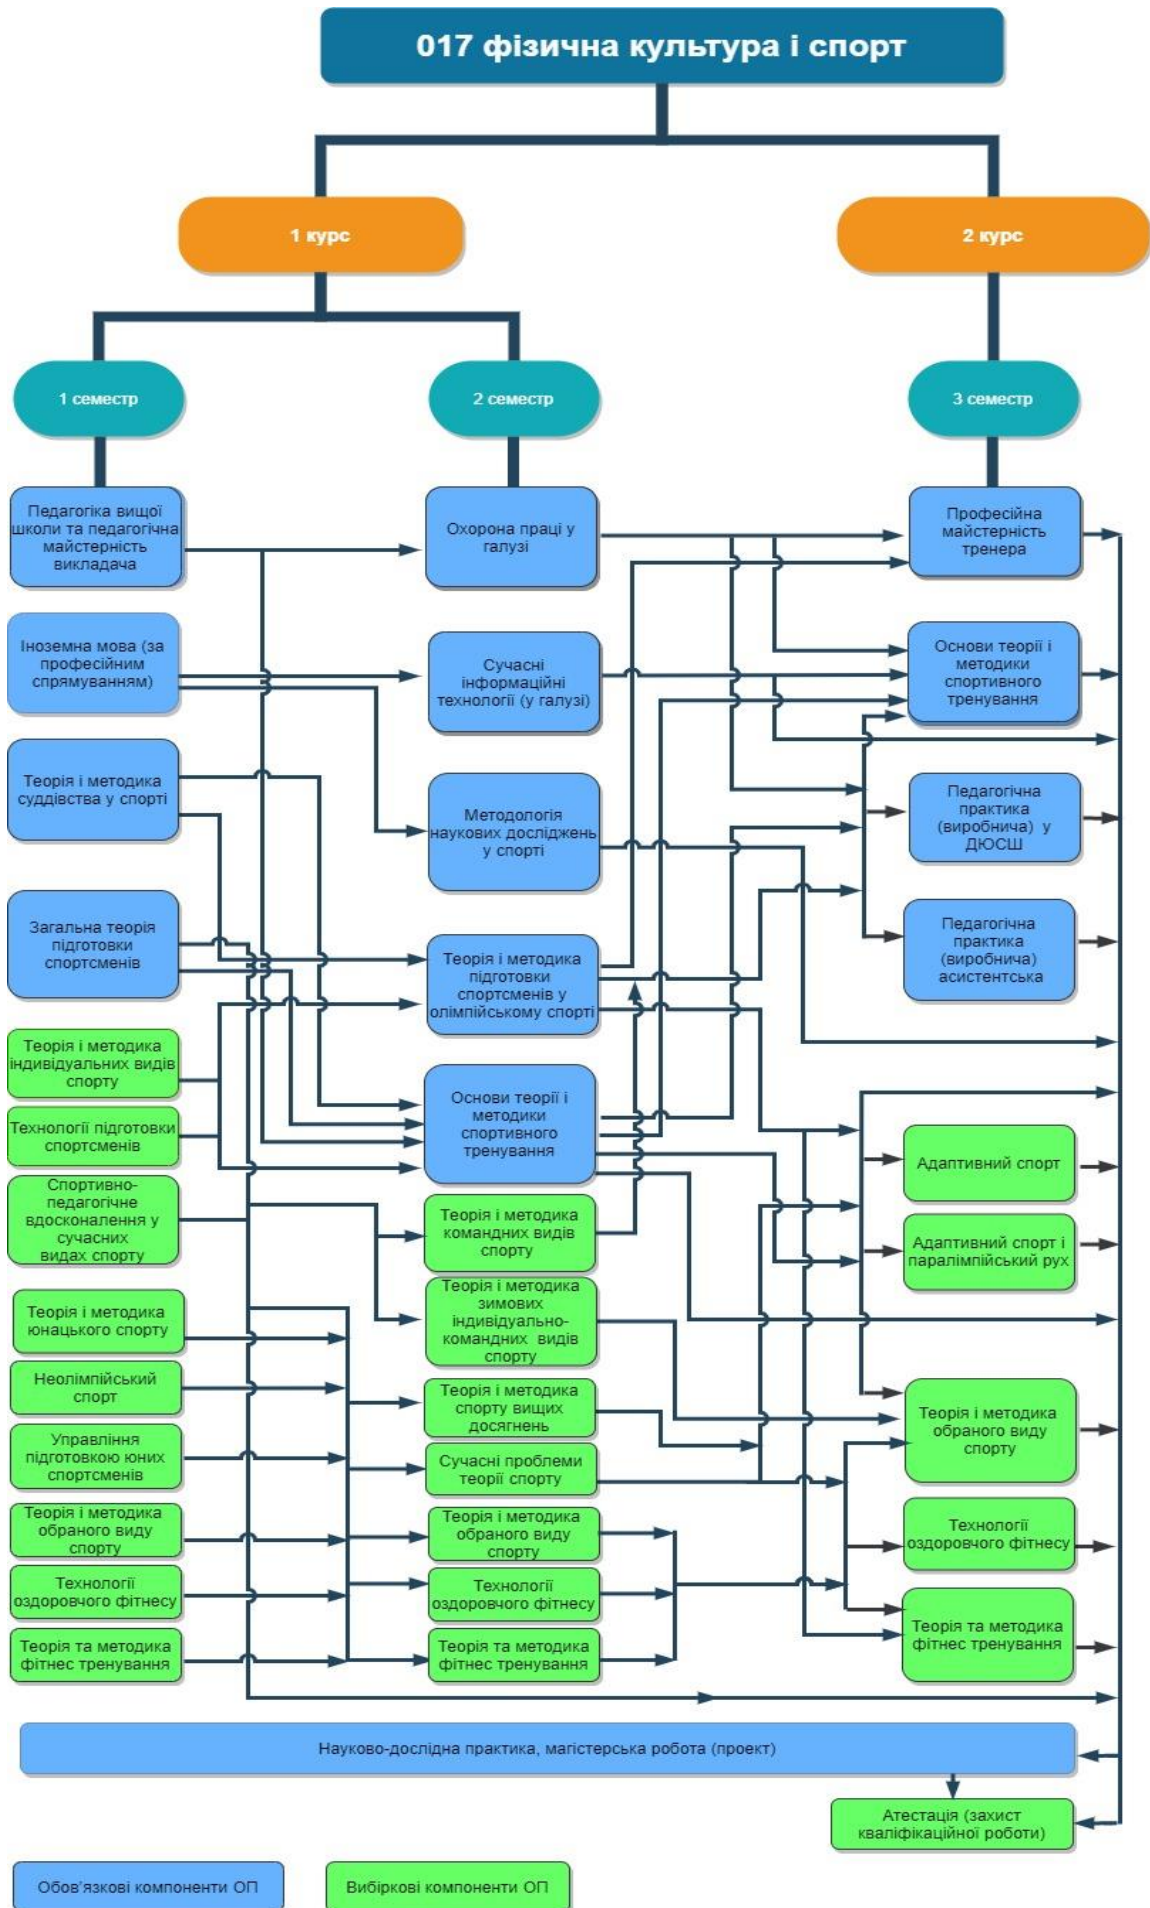 017 фізична культура і спорт
1 курс
2 курс
1 семестр
2 семестр
3 семестр
Педагогіка вищої
школи та педагогічна
майстерність
викладача
Іноземна мова (за
професійним
спрямуванням)
Теорія і методика
суддівства у спорті
Загальна теорія
підготовки
спортсменів
Теорія і методика
індивідуальних видів
спорту
Технології підготовки
спортсменів
Спортивно-
педагогічне
вдосконалення у
сучасних
видах спорту
Теорія і методика
юнацького спорту
Неолімпійський
спорт
Управління
підготовкою юних
спортсменів
Теорія і методика
обраного виду
спорту
Технології
оздоровчого фітнесу
Теорія та методика
фітнес тренування
Охорона праці у
галузі
Сучасні
інформаційні
технології (у галузі)
Методологія
наукових досліджень
у спорті
Теорія і методика
підготовки
спортсменів у
олімпійському спорті
Основи теорії і
методики
спортивного
тренування
Теорія і методика
командних видів
спорту
Теорія і методика
зимових
індивідуально-
командних видів
спорту
Теорія і методика
спорту вищих
досягнень
Сучасні проблеми
теорії спорту
Теорія і методика
обраного виду
спорту
Технології
оздоровчого фітнесу
Теорія та методика
фітнес тренування
Професійна
майстерність
тренера
Основи теорії і
методики
спортивного
тренування
Педагогічна
практика
(виробнича) у
ДЮСШ
Педагогічна
практика
(виробнича)
асистентська
Адаптивний спорт
Адаптивний спорт і
паралімпійський рух
Теорія і методика
обраного виду
спорту
Технології
оздоровчого фітнесу
Теорія та методика
фітнес тренування
Науково-дослідна практика, магістерська робота (проект)
Атестація (захист
кваліфікаційної роботи)
Обов'язкові компоненти ОП
Вибіркові компоненти ОП